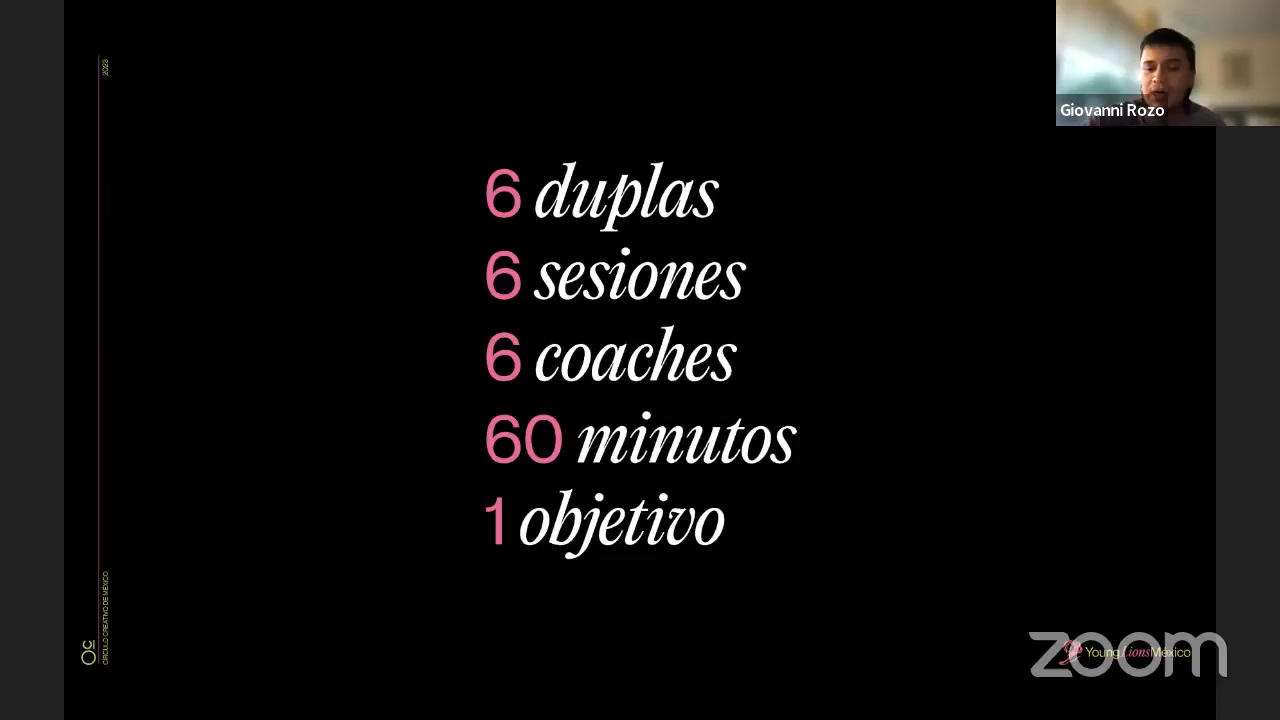 2023
Giovanni Rozo
6 duplas
6 sesiones
6 coaches
60 minutos
1 objetivo
CÍRCULO CREATIVO DE MÉXICO
Young Lions México
zoom